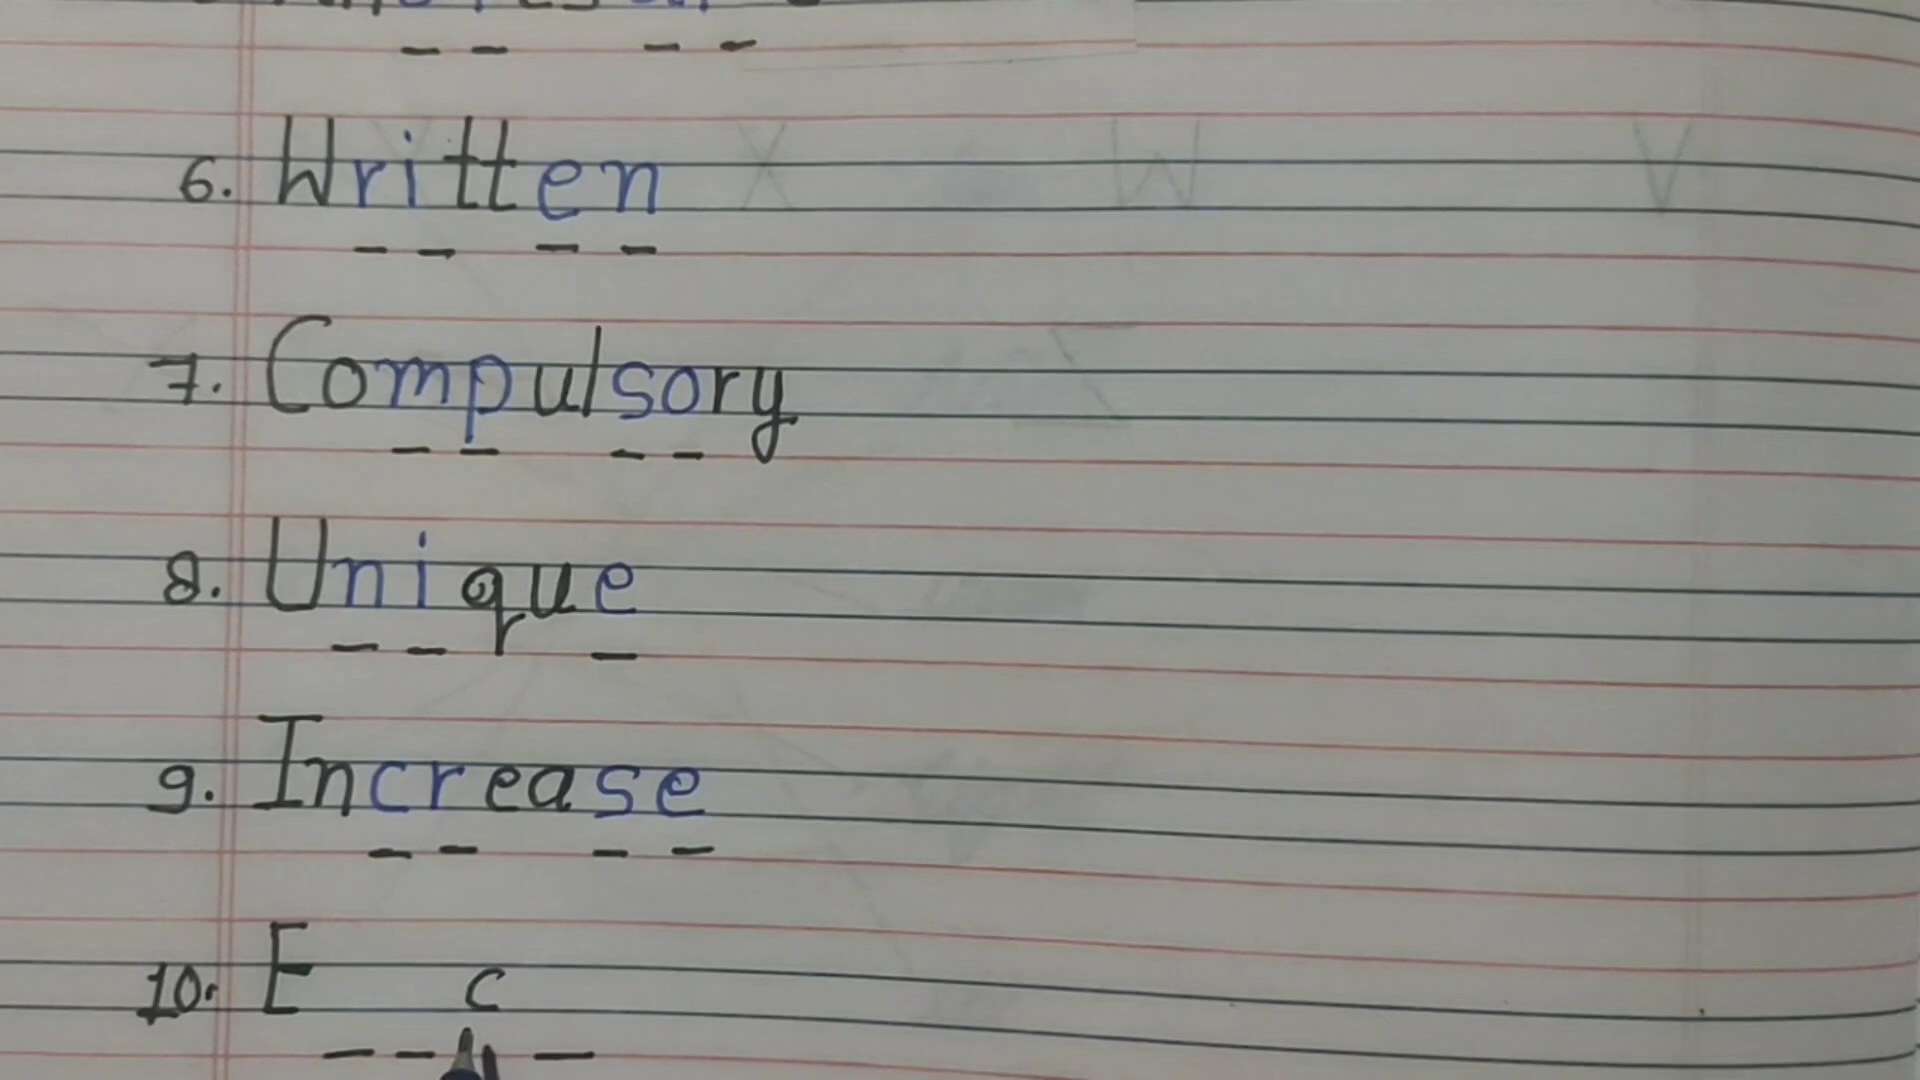 6. Written
7. Compulsory
8. Unique
9. Increase
10. E _ _ c _